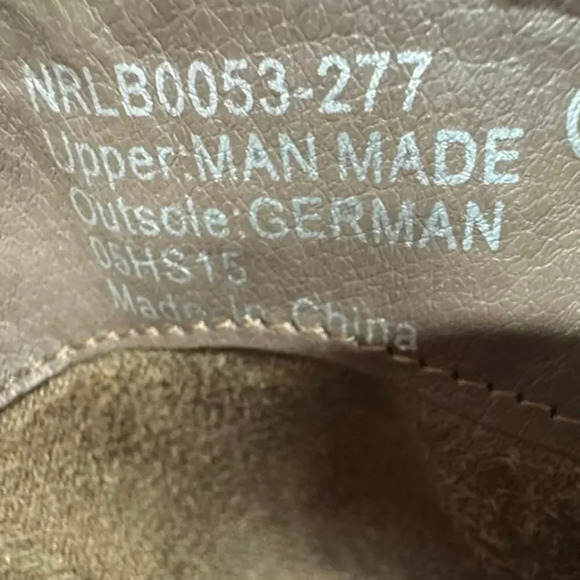 NRLB0053-277
Upper:MAN MADE
Outsole:GERMAN
05HS15
Made In China